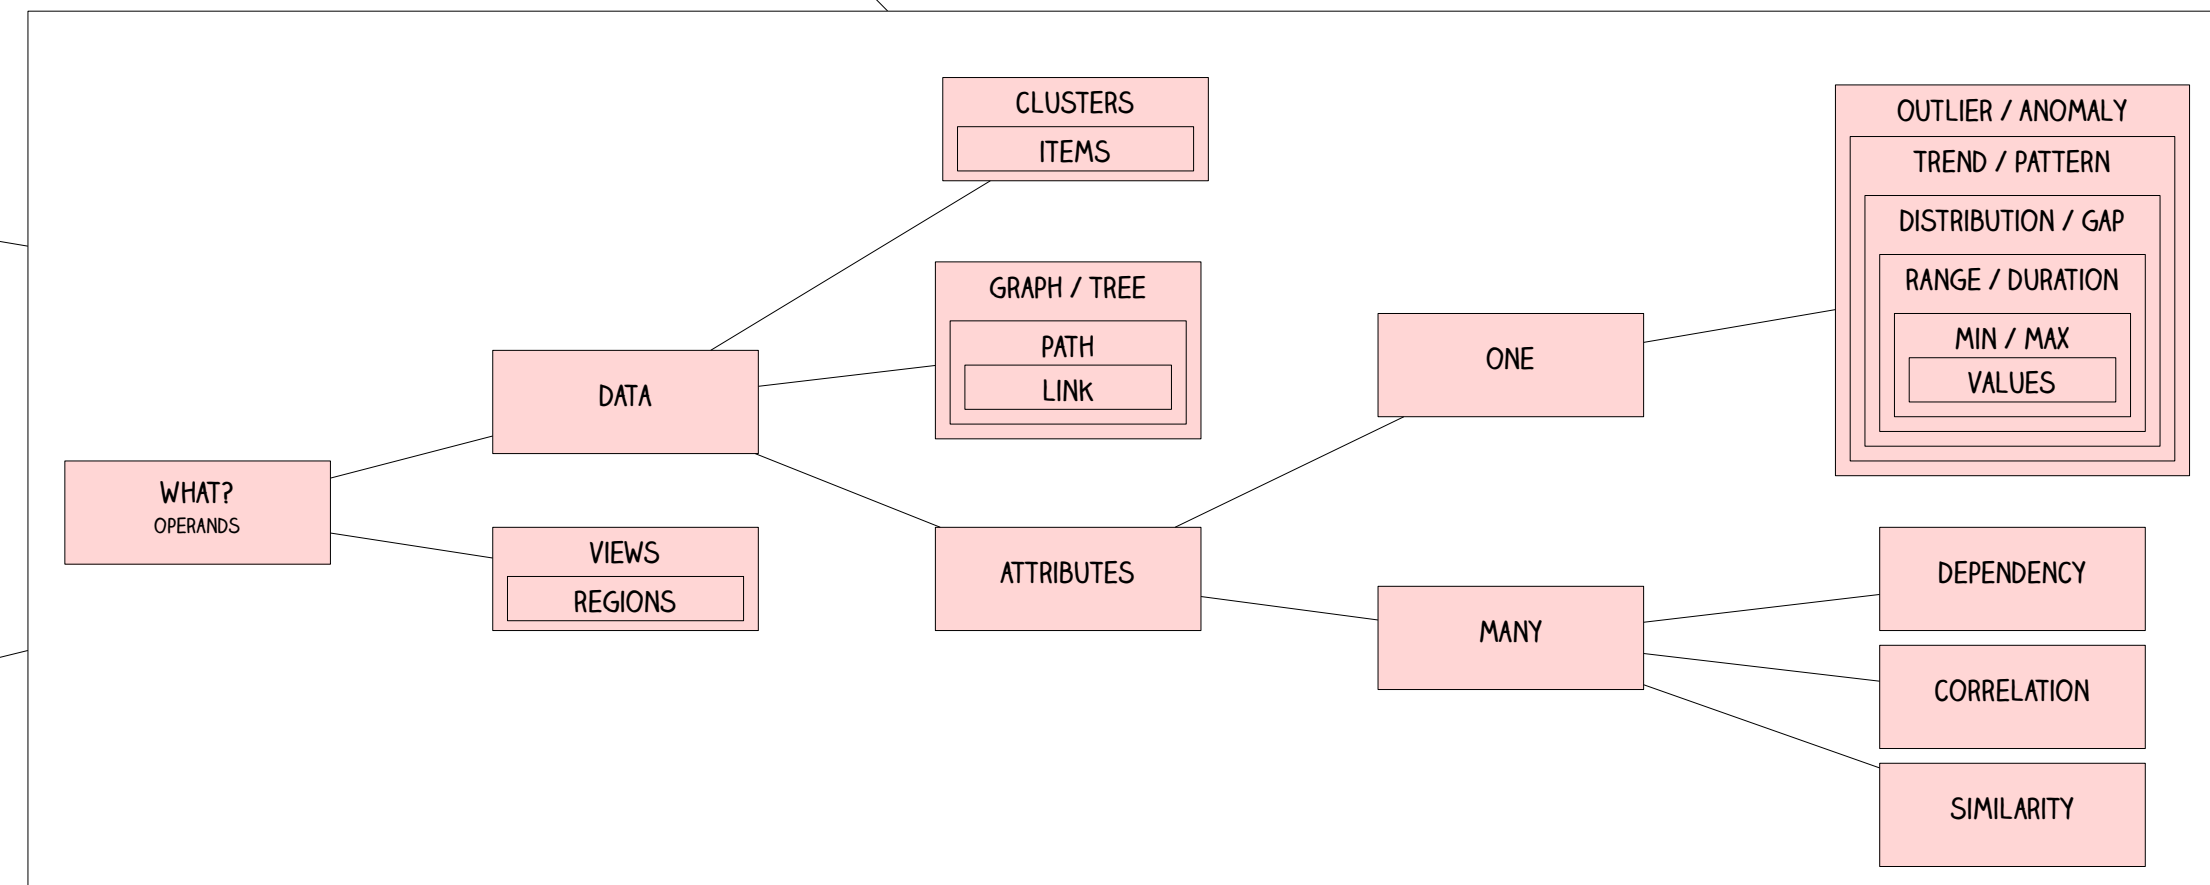 WHAT?
OPERANDS
DATA
VIEWS
REGIONS
CLUSTERS
ITEMS
GRAPH / TREE
PATH
LINK
ATTRIBUTES
ONE
MANY
OUTLIER / ANOMALY
TREND / PATTERN
DISTRIBUTION / GAP
RANGE / DURATION
MIN / MAX
VALUES
DEPENDENCY
CORRELATION
SIMILARITY